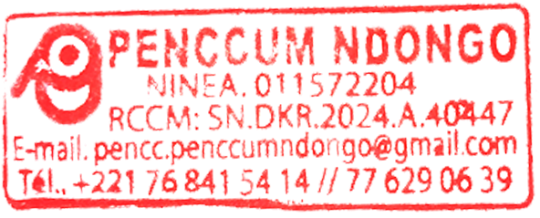 PENCCUM NDONGO
NINEA. 011572204
RCCM: SN.DKR.2024.A.40447
E-mail. pencc.penccumndongo@gmail.com
Tél.. +221 76 841 54 14 // 77 629 06 39